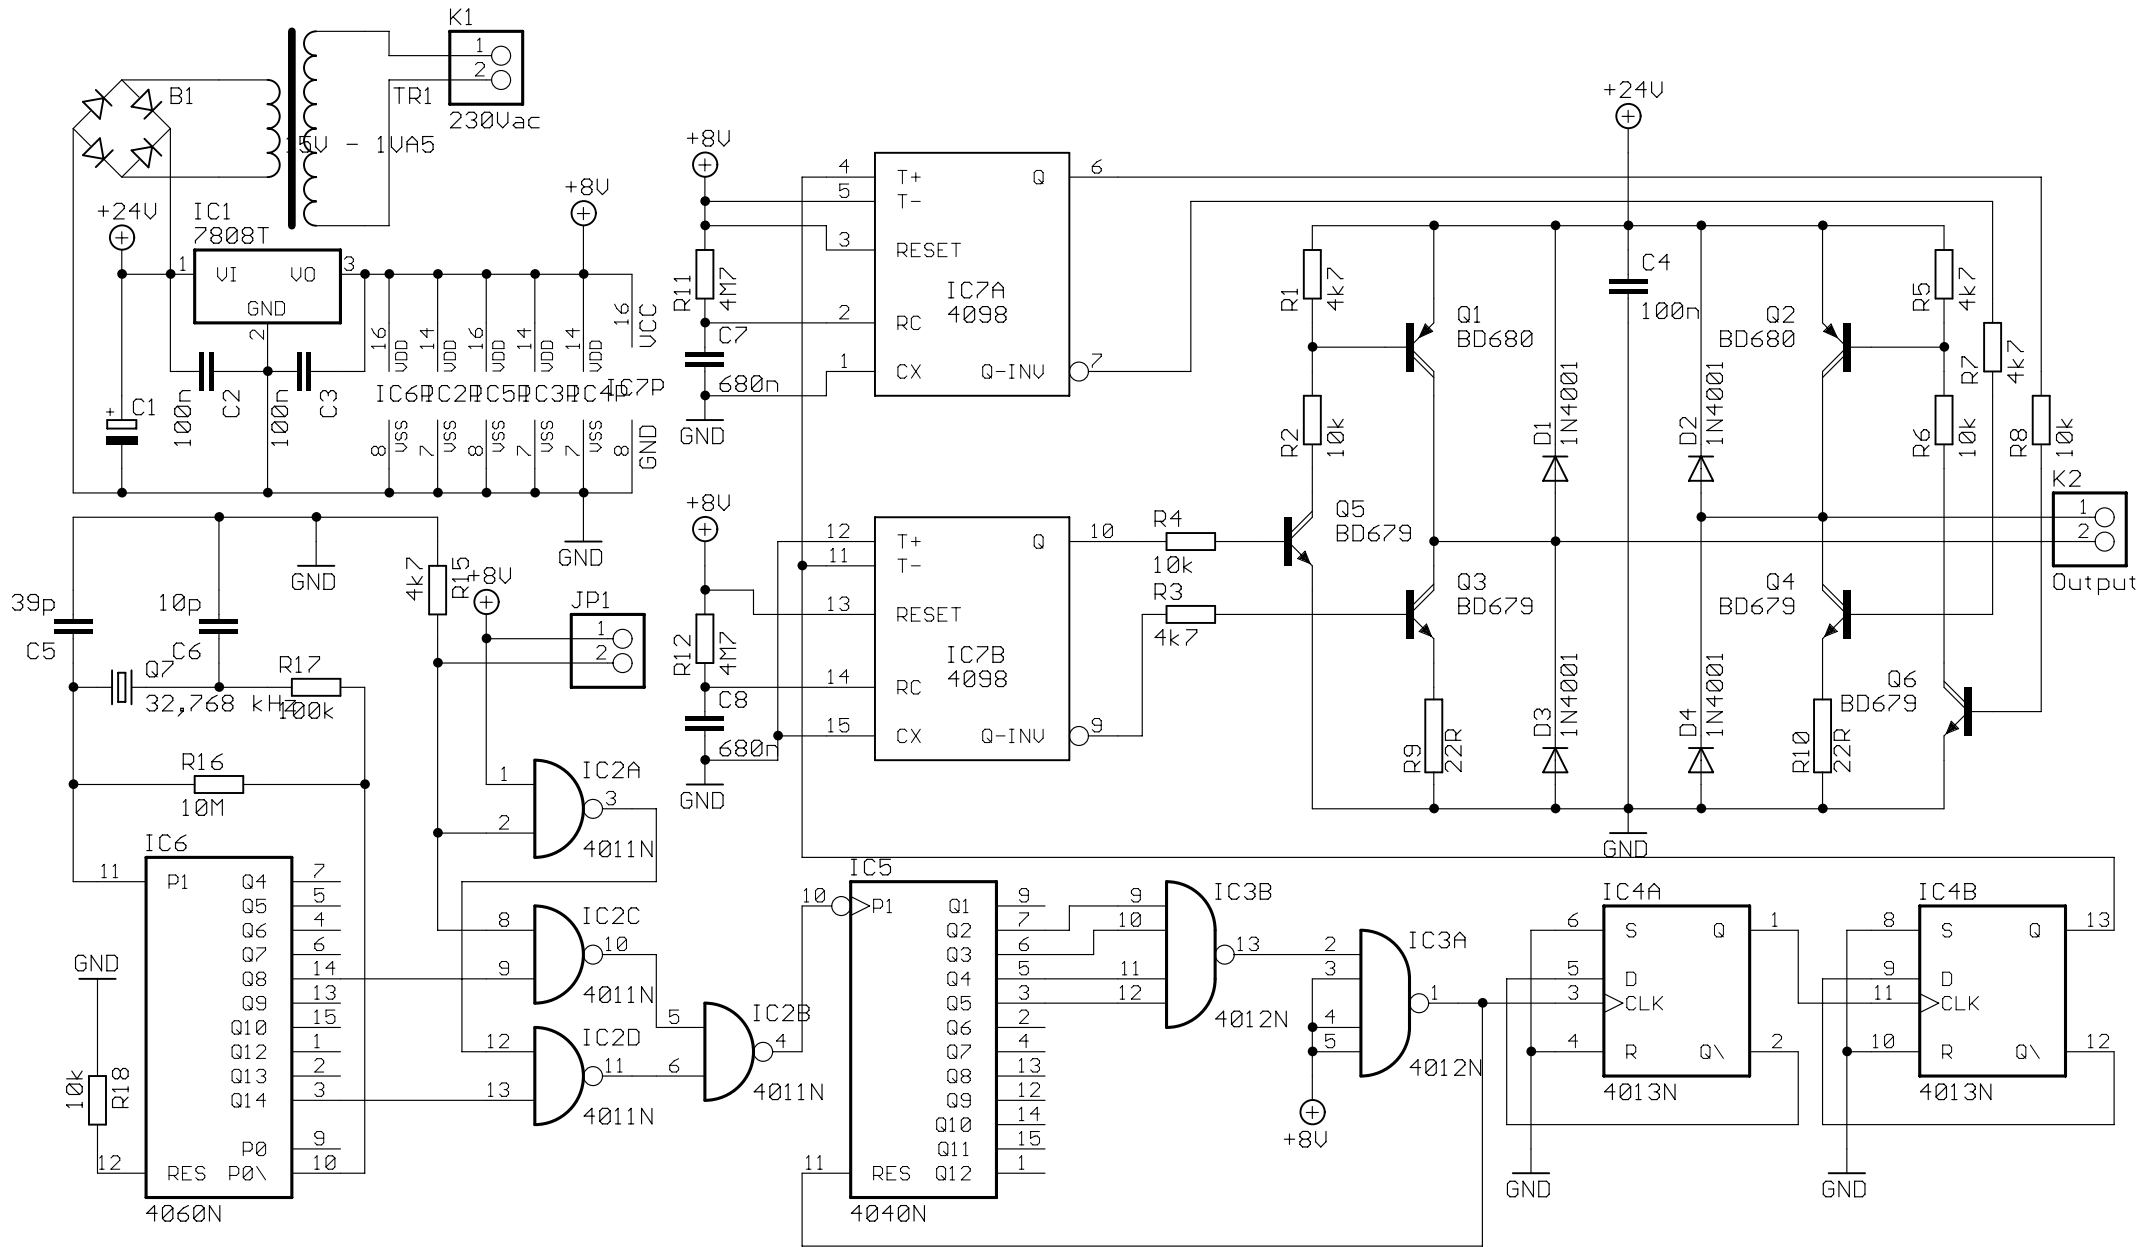 K1
1
2
230Vac
TR1
15V - 1VA5
B1
+24V
IC1
7808T
1
VI
VO
3
GND
2
+8V
C1
+
100n
C2
100n
C3
16
VDD
14
VDD
16
VDD
14
VDD
14
VDD
16
VCC
IC6P
IC2P
IC5P
IC3P
IC4P
IC7P
8
VSS
7
VSS
8
VSS
7
VSS
7
VSS
8
GND
GND
+8V
R11
4M7
C7
680n
GND
4
T+
5
T-
3
RESET
2
RC
1
CX
IC7A
4098
Q
6
Q-INV
7
+8V
R12
4M7
C8
680n
GND
12
T+
11
T-
13
RESET
14
RC
15
CX
IC7B
4098
Q
10
Q-INV
9
R4
10k
R3
4k7
+24V
R1
4k7
R2
10k
Q5
BD679
Q1
BD680
Q3
BD679
R9
22R
D1
1N4001
D3
1N4001
C4
100n
D2
1N4001
D4
1N4001
Q2
BD680
Q4
BD679
R10
22R
R5
4k7
R6
10k
R7
4k7
R8
10k
Q6
BD679
K2
1
2
Output
GND
39p
C5
10p
C6
GND
Q7
32,768 kHz
R17
100k
R16
10M
4k7
R15
+8V
JP1
1
2
IC6
11
P1
Q4
7
Q5
5
Q6
4
Q7
6
Q8
14
Q9
13
Q10
15
Q12
1
Q13
2
Q14
3
P0
9
12
RES
P0\
10
4060N
GND
10k
R18
1
2
IC2A
3
4011N
8
9
IC2C
10
4011N
12
13
IC2D
11
4011N
5
6
IC2B
4
4011N
IC5
10
P1
Q1
9
Q2
7
Q3
6
Q4
5
Q5
3
Q6
2
Q7
4
Q8
13
Q9
12
Q10
14
Q11
15
11
RES
Q12
1
4040N
9
10
11
12
IC3B
13
4012N
2
3
4
5
IC3A
1
4012N
+8V
IC4A
6
S
Q
1
5
D
3
CLK
4
R
Q\
2
4013N
GND
IC4B
8
S
Q
13
9
D
11
CLK
10
R
Q\
12
4013N
GND